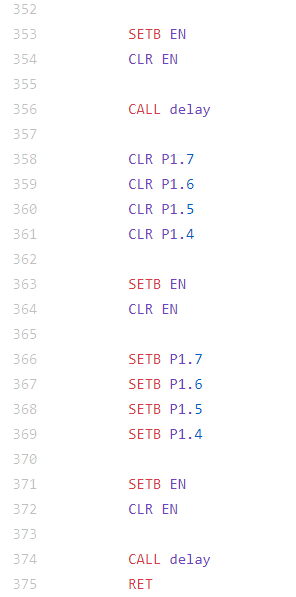 352
353 SETB EN
354 CLR EN
355
356 CALL delay
357
358 CLR P1.7
359 CLR P1.6
360 CLR P1.5
361 CLR P1.4
362
363 SETB EN
364 CLR EN
365
366 SETB P1.7
367 SETB P1.6
368 SETB P1.5
369 SETB P1.4
370
371 SETB EN
372 CLR EN
373
374 CALL delay
375 RET